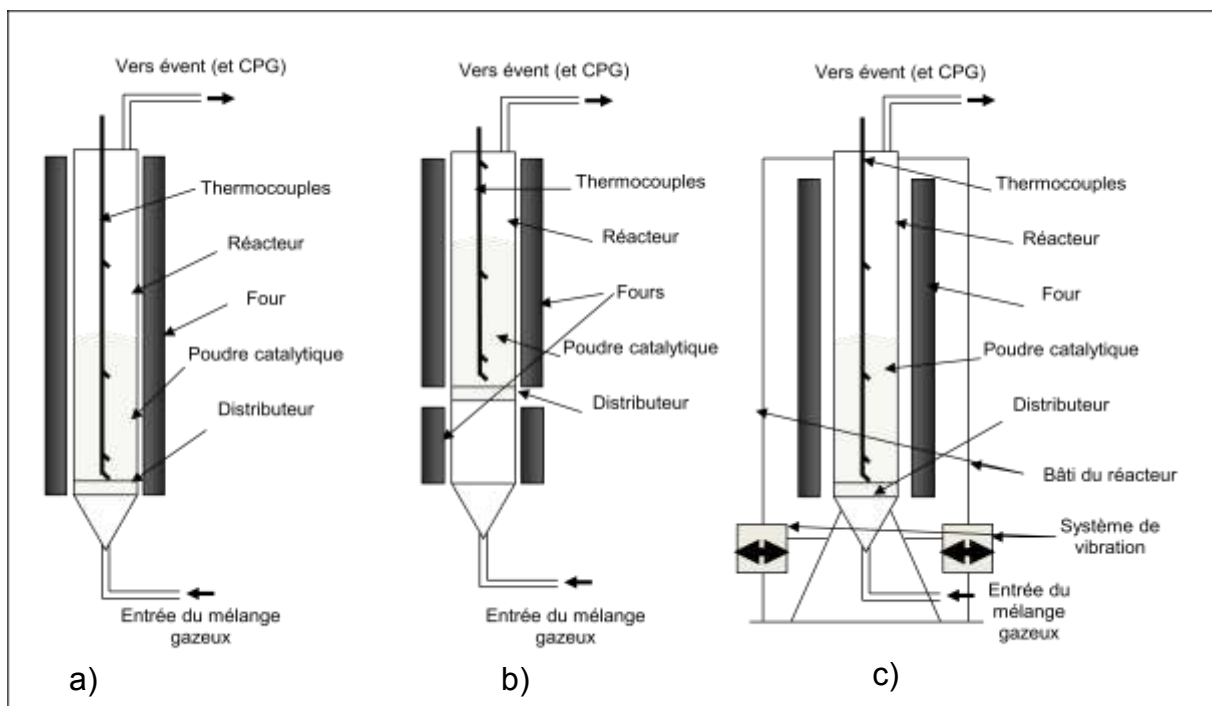 Vers évent (et CPG)
Thermocouples
Réacteur
Four
Poudre catalytique
Distributeur
Entrée du mélange
gazeux
a)
Vers évent (et CPG)
Thermocouples
Réacteur
Fours
Poudre catalytique
Distributeur
Entrée du mélange
gazeux
b)
Vers évent (et CPG)
Thermocouples
Réacteur
Four
Poudre catalytique
Distributeur
Bâti du réacteur
Système de
vibration
Entrée du
mélange
gazeux
c)